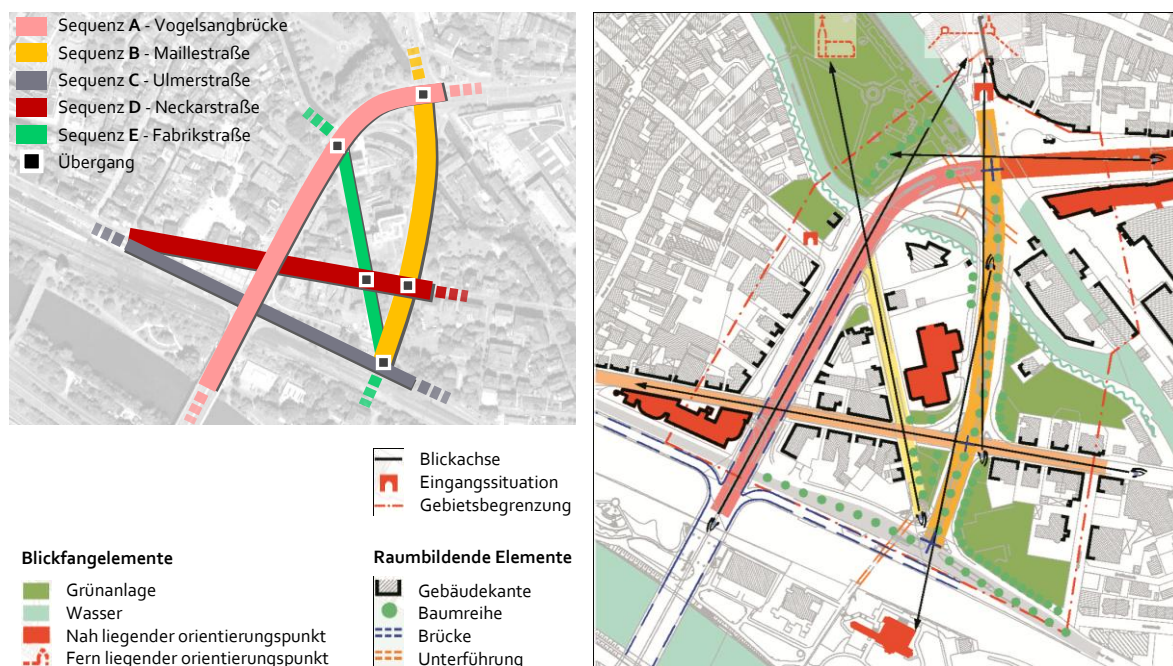 Sequenz A - Vogelsangbrücke
Sequenz B - Maillestraße
Sequenz C - Ulmerstraße
Sequenz D - Neckarstraße
Sequenz E - Fabrikstraße
Übergang
Blickachse
Eingangssituation
Gebietsbegrenzung
Blickfangelemente
Grünanlage
Wasser
Nah liegender orientierungspunkt
Fern liegender orientierungspunkt
Raumbildende Elemente
Gebäudekante
Baumreihe
Brücke
Unterführung